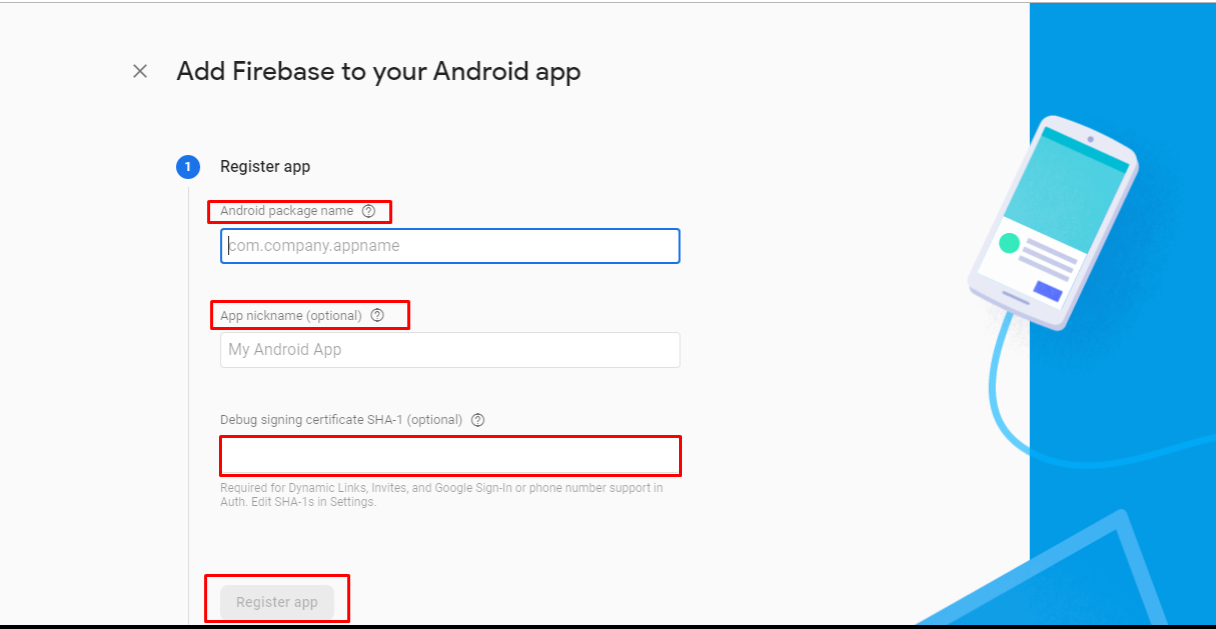 Add Firebase to your Android app
1 Register app
Android package name ?
com.company.appname
App nickname (optional) ?
My Android App
Debug signing certificate SHA-1 (optional) ?
Required for Dynamic Links, Invites, and Google Sign-In or phone number support in
Auth. Edit SHA-1s in Settings.
Register app